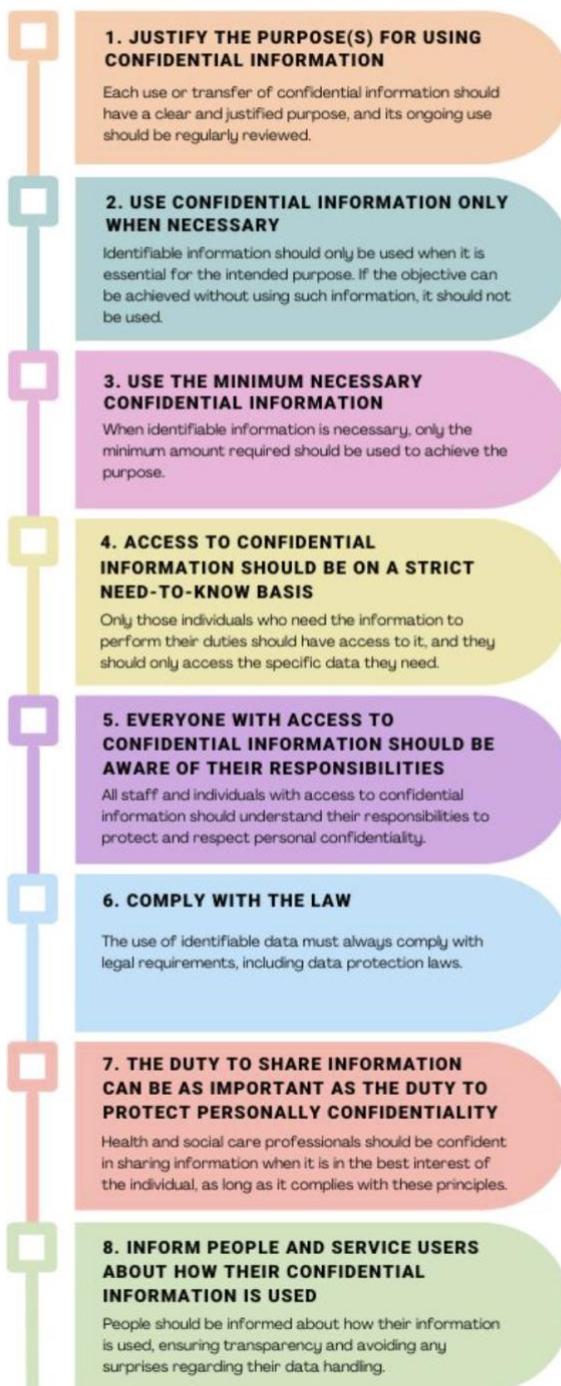 1. JUSTIFY THE PURPOSE(S) FOR USING
CONFIDENTIAL INFORMATION
Each use or transfer of confidential information should
have a clear and justified purpose, and its ongoing use
should be regularly reviewed.
2. USE CONFIDENTIAL INFORMATION ONLY
WHEN NECESSARY
Identifiable information should only be used when it is
essential for the intended purpose. If the objective can
be achieved without using such information, it should not
be used.
3. USE THE MINIMUM NECESSARY
CONFIDENTIAL INFORMATION
When identifiable information is necessary, only the
minimum amount required should be used to achieve the
purpose.
4. ACCESS TO CONFIDENTIAL
INFORMATION SHOULD BE ON A STRICT
NEED-TO-KNOW BASIS
Only those individuals who need the information to
perform their duties should have access to it, and they
should only access the specific data they need.
5. EVERYONE WITH ACCESS TO
CONFIDENTIAL INFORMATION SHOULD BE
AWARE OF THEIR RESPONSIBILITIES
All staff and individuals with access to confidential
information should understand their responsibilities to
protect and respect personal confidentiality.
6. COMPLY WITH THE LAW
The use of identifiable data must always comply with
legal requirements, including data protection laws.
7. THE DUTY TO SHARE INFORMATION
CAN BE AS IMPORTANT AS THE DUTY TO
PROTECT PERSONALLY CONFIDENTIALITY
Health and social care professionals should be confident
in sharing information when it is in the best interest of
the individual, as long as it complies with these principles.
8. INFORM PEOPLE AND SERVICE USERS
ABOUT HOW THEIR CONFIDENTIAL
INFORMATION IS USED
People should be informed about how their information
is used, ensuring transparency and avoiding any
surprises regarding their data handling.